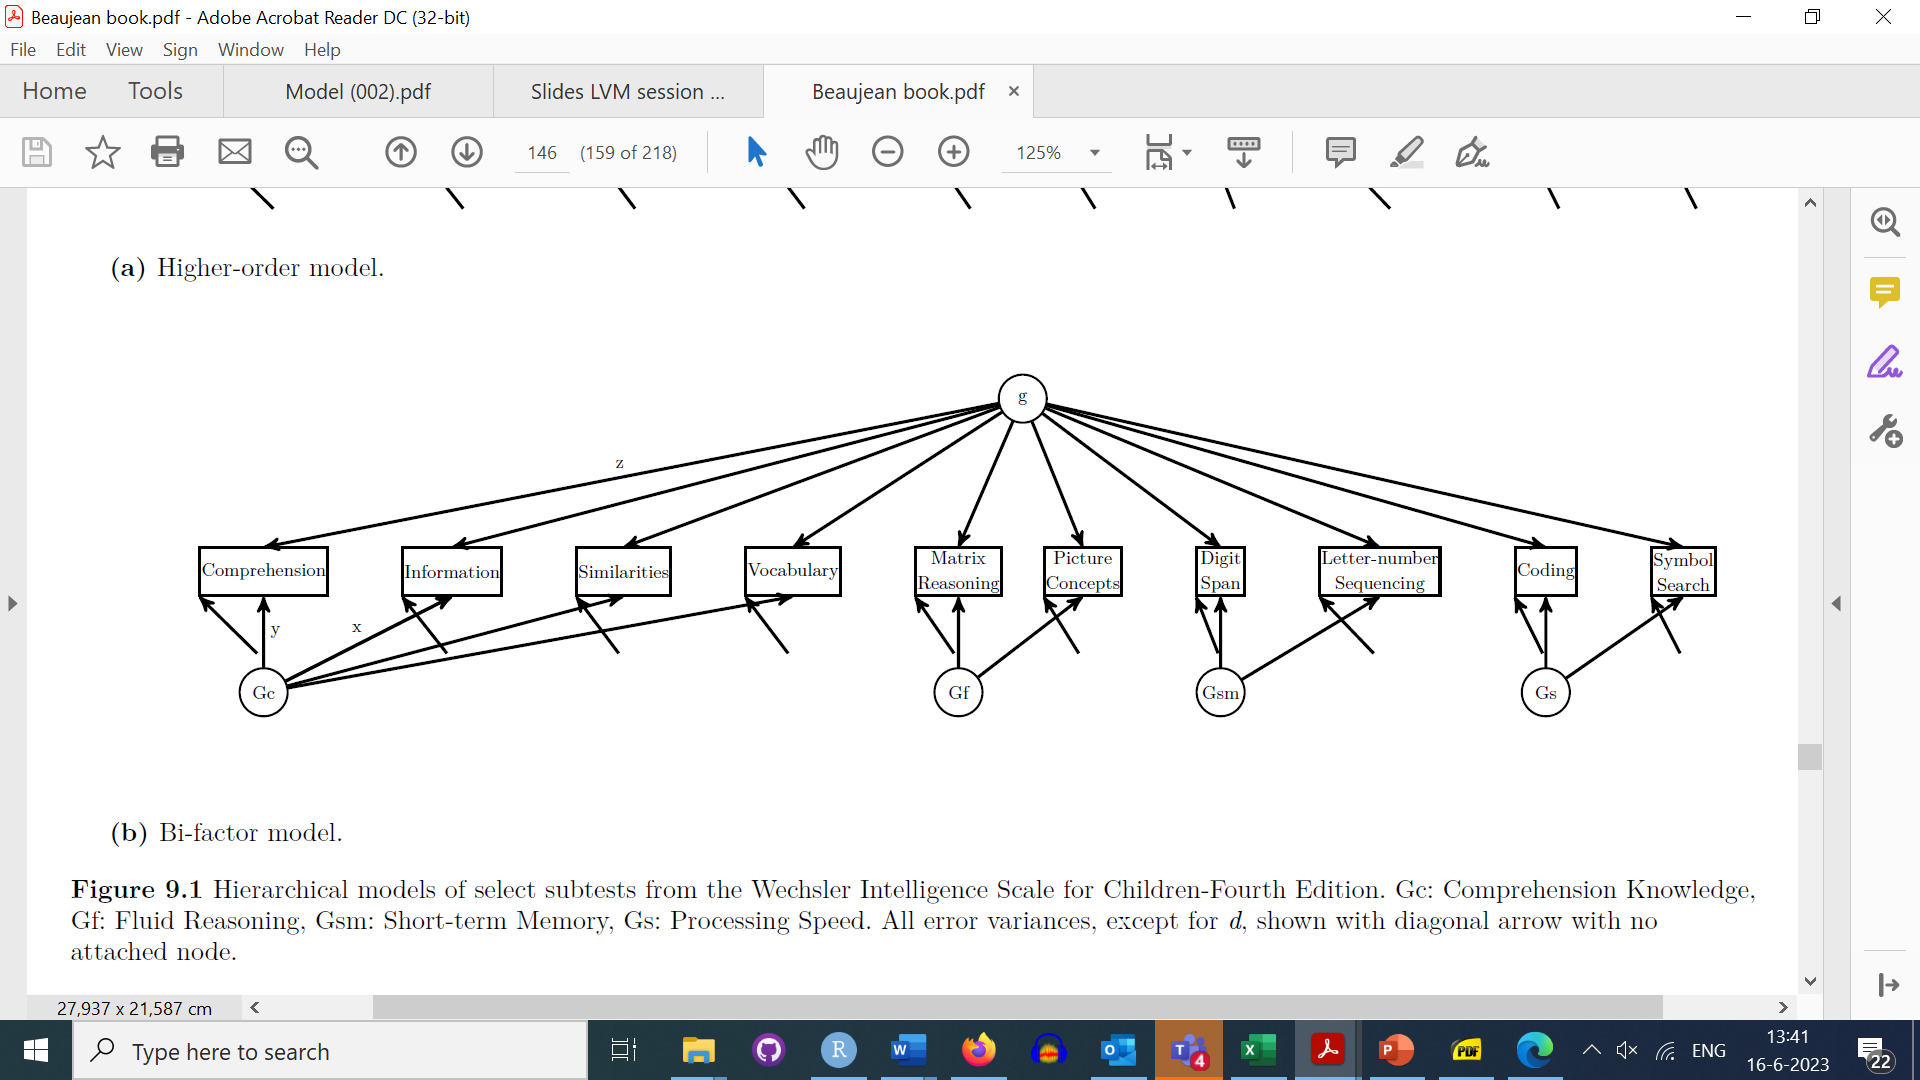 Beaujean book.pdf - Adobe Acrobat Reader DC (32-bit)
File Edit View Sign Window Help
Home Tools Model (002).pdf Slides LVM session ... Beaujean book.pdf
146 (159 of 218) 125%
(a) Higher-order model.
g
z
Comprehension Information Similarities Vocabulary Matrix Reasoning Picture Concepts Digit Span Letter-number Sequencing Coding Symbol Search
y x
Gc Gf Gsm Gs
(b) Bi-factor model.
Figure 9.1 Hierarchical models of select subtests from the Wechsler Intelligence Scale for Children-Fourth Edition. Gc: Comprehension Knowledge,
Gf: Fluid Reasoning, Gsm: Short-term Memory, Gs: Processing Speed. All error variances, except for d, shown with diagonal arrow with no
attached node.
27,937 x 21,587 cm
Type here to search
R W O T 4 X P PDF
ENG
13:41
16-6-2023
22